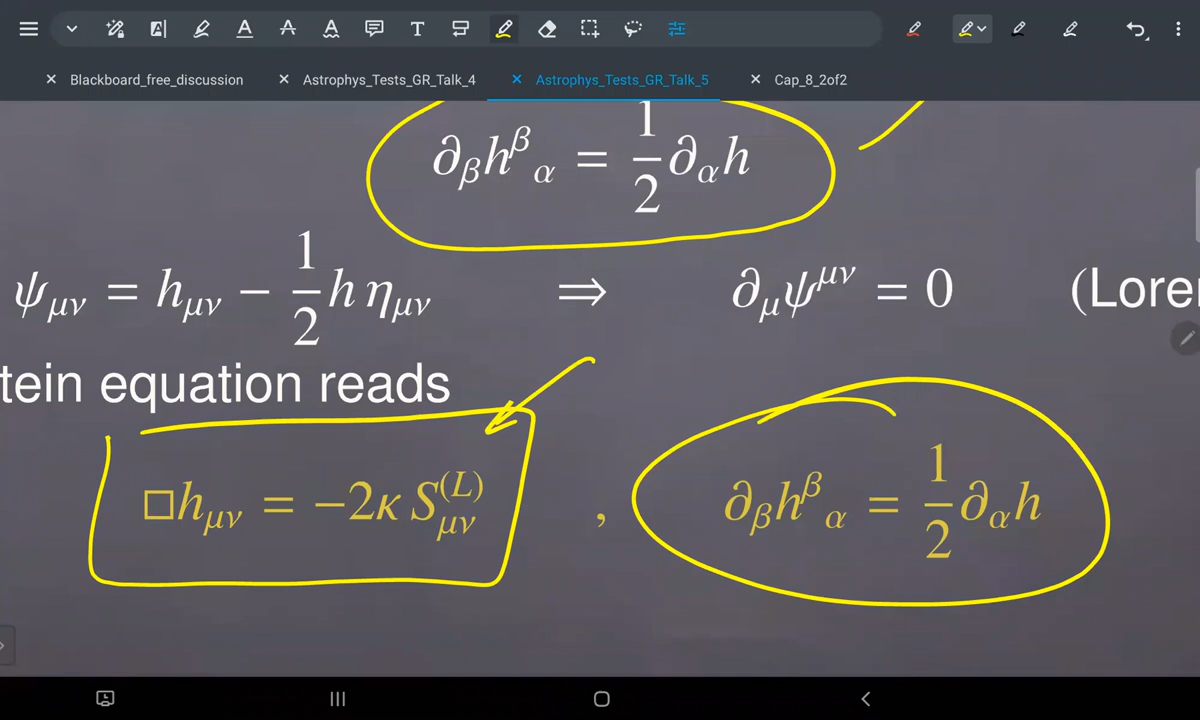 Blackboard_free_discussion Astrophys_Tests_GR_Talk_4 Astrophys_Tests_GR_Talk_5 Cap_8_2of2
∂_β h^β_α = 1/2 ∂_α h
ψ_μν = h_μν − 1/2 h η_μν ⇒ ∂_μ ψ^μν = 0 (Lore
tein equation reads
□h_μν = −2κ S^(L)_μν , ∂_β h^β_α = 1/2 ∂_α h